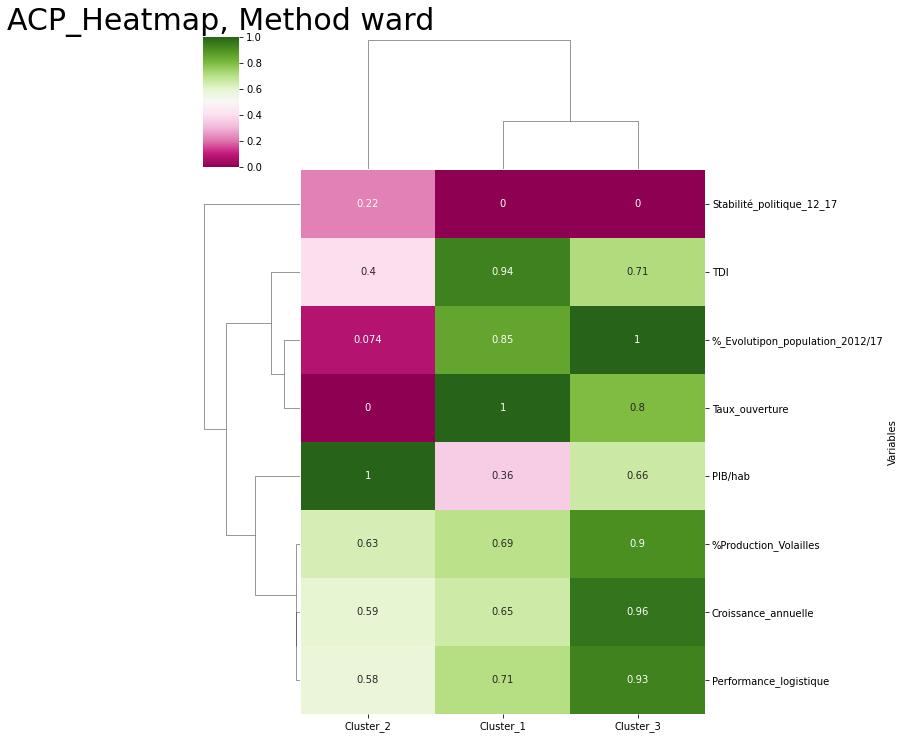 ACP_Heatmap, Method ward
1.0
0.8
0.6
0.4
0.2
0.0
0.22 0 0 Stabilité_politique_12_17
0.4 0.94 0.71 TDI
0.074 0.85 1 %_Evolutipon_population_2012/17
0 1 0.8 Taux_ouverture
Variables
1 0.36 0.66 PIB/hab
0.63 0.69 0.9 %Production_Volailles
0.59 0.65 0.96 Croissance_annuelle
0.58 0.71 0.93 Performance_logistique
Cluster_2 Cluster_1 Cluster_3